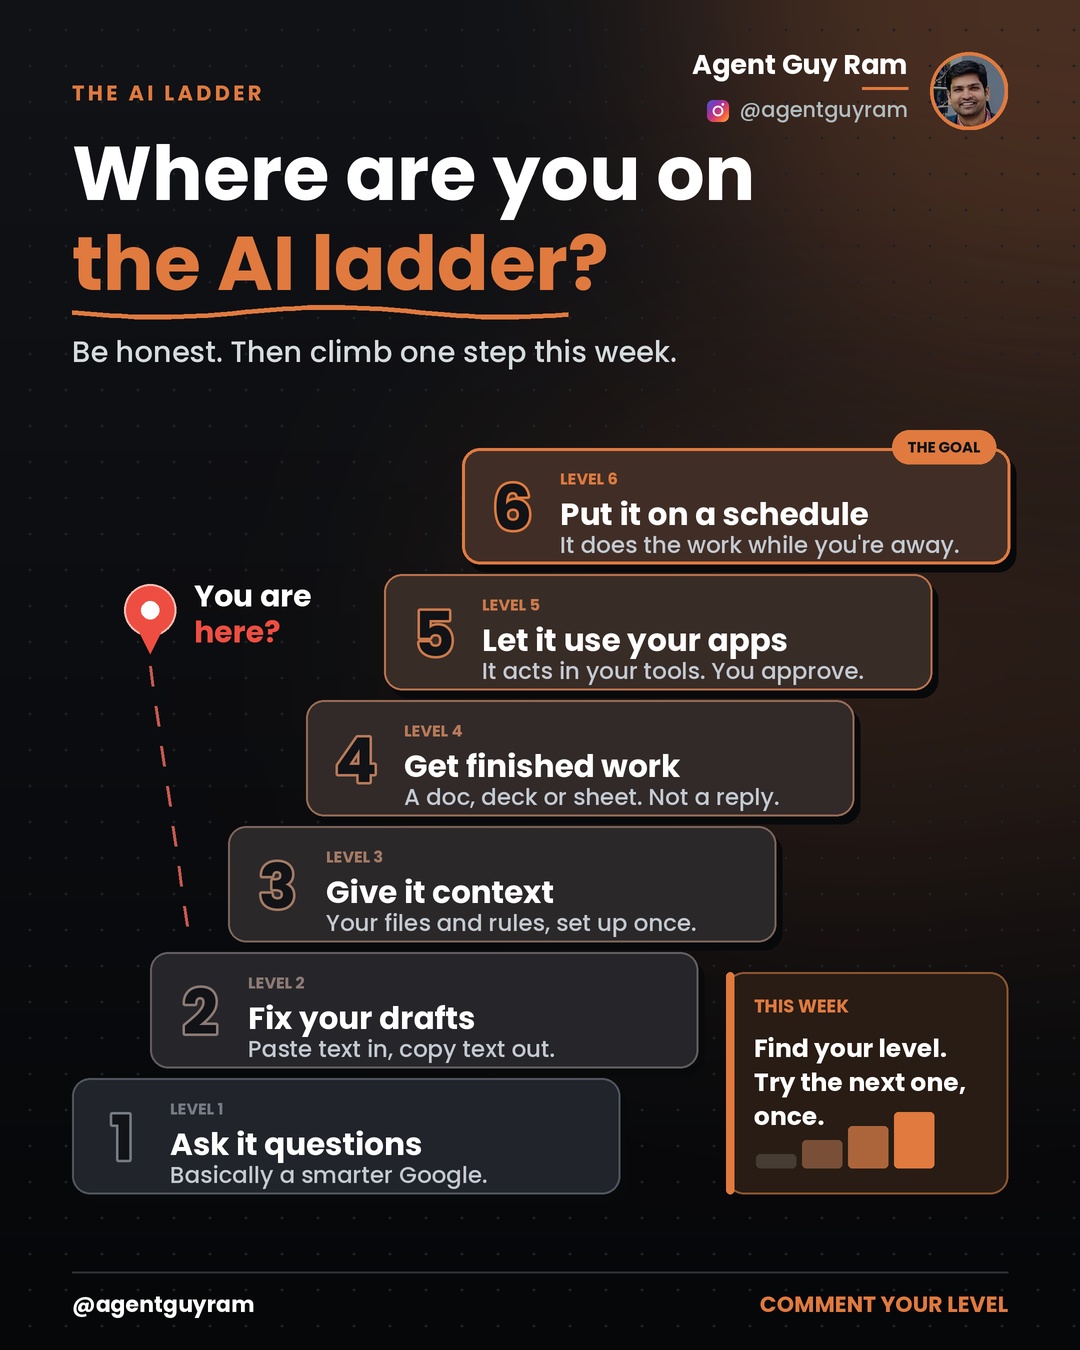 THE AI LADDER
Agent Guy Ram
@agentguyram
Where are you on
the AI ladder?
Be honest. Then climb one step this week.
THE GOAL
6
LEVEL 6
Put it on a schedule
It does the work while you're away.
You are
here?
5
LEVEL 5
Let it use your apps
It acts in your tools. You approve.
4
LEVEL 4
Get finished work
A doc, deck or sheet. Not a reply.
3
LEVEL 3
Give it context
Your files and rules, set up once.
2
LEVEL 2
Fix your drafts
Paste text in, copy text out.
1
LEVEL 1
Ask it questions
Basically a smarter Google.
THIS WEEK
Find your level.
Try the next one,
once.
@agentguyram
COMMENT YOUR LEVEL